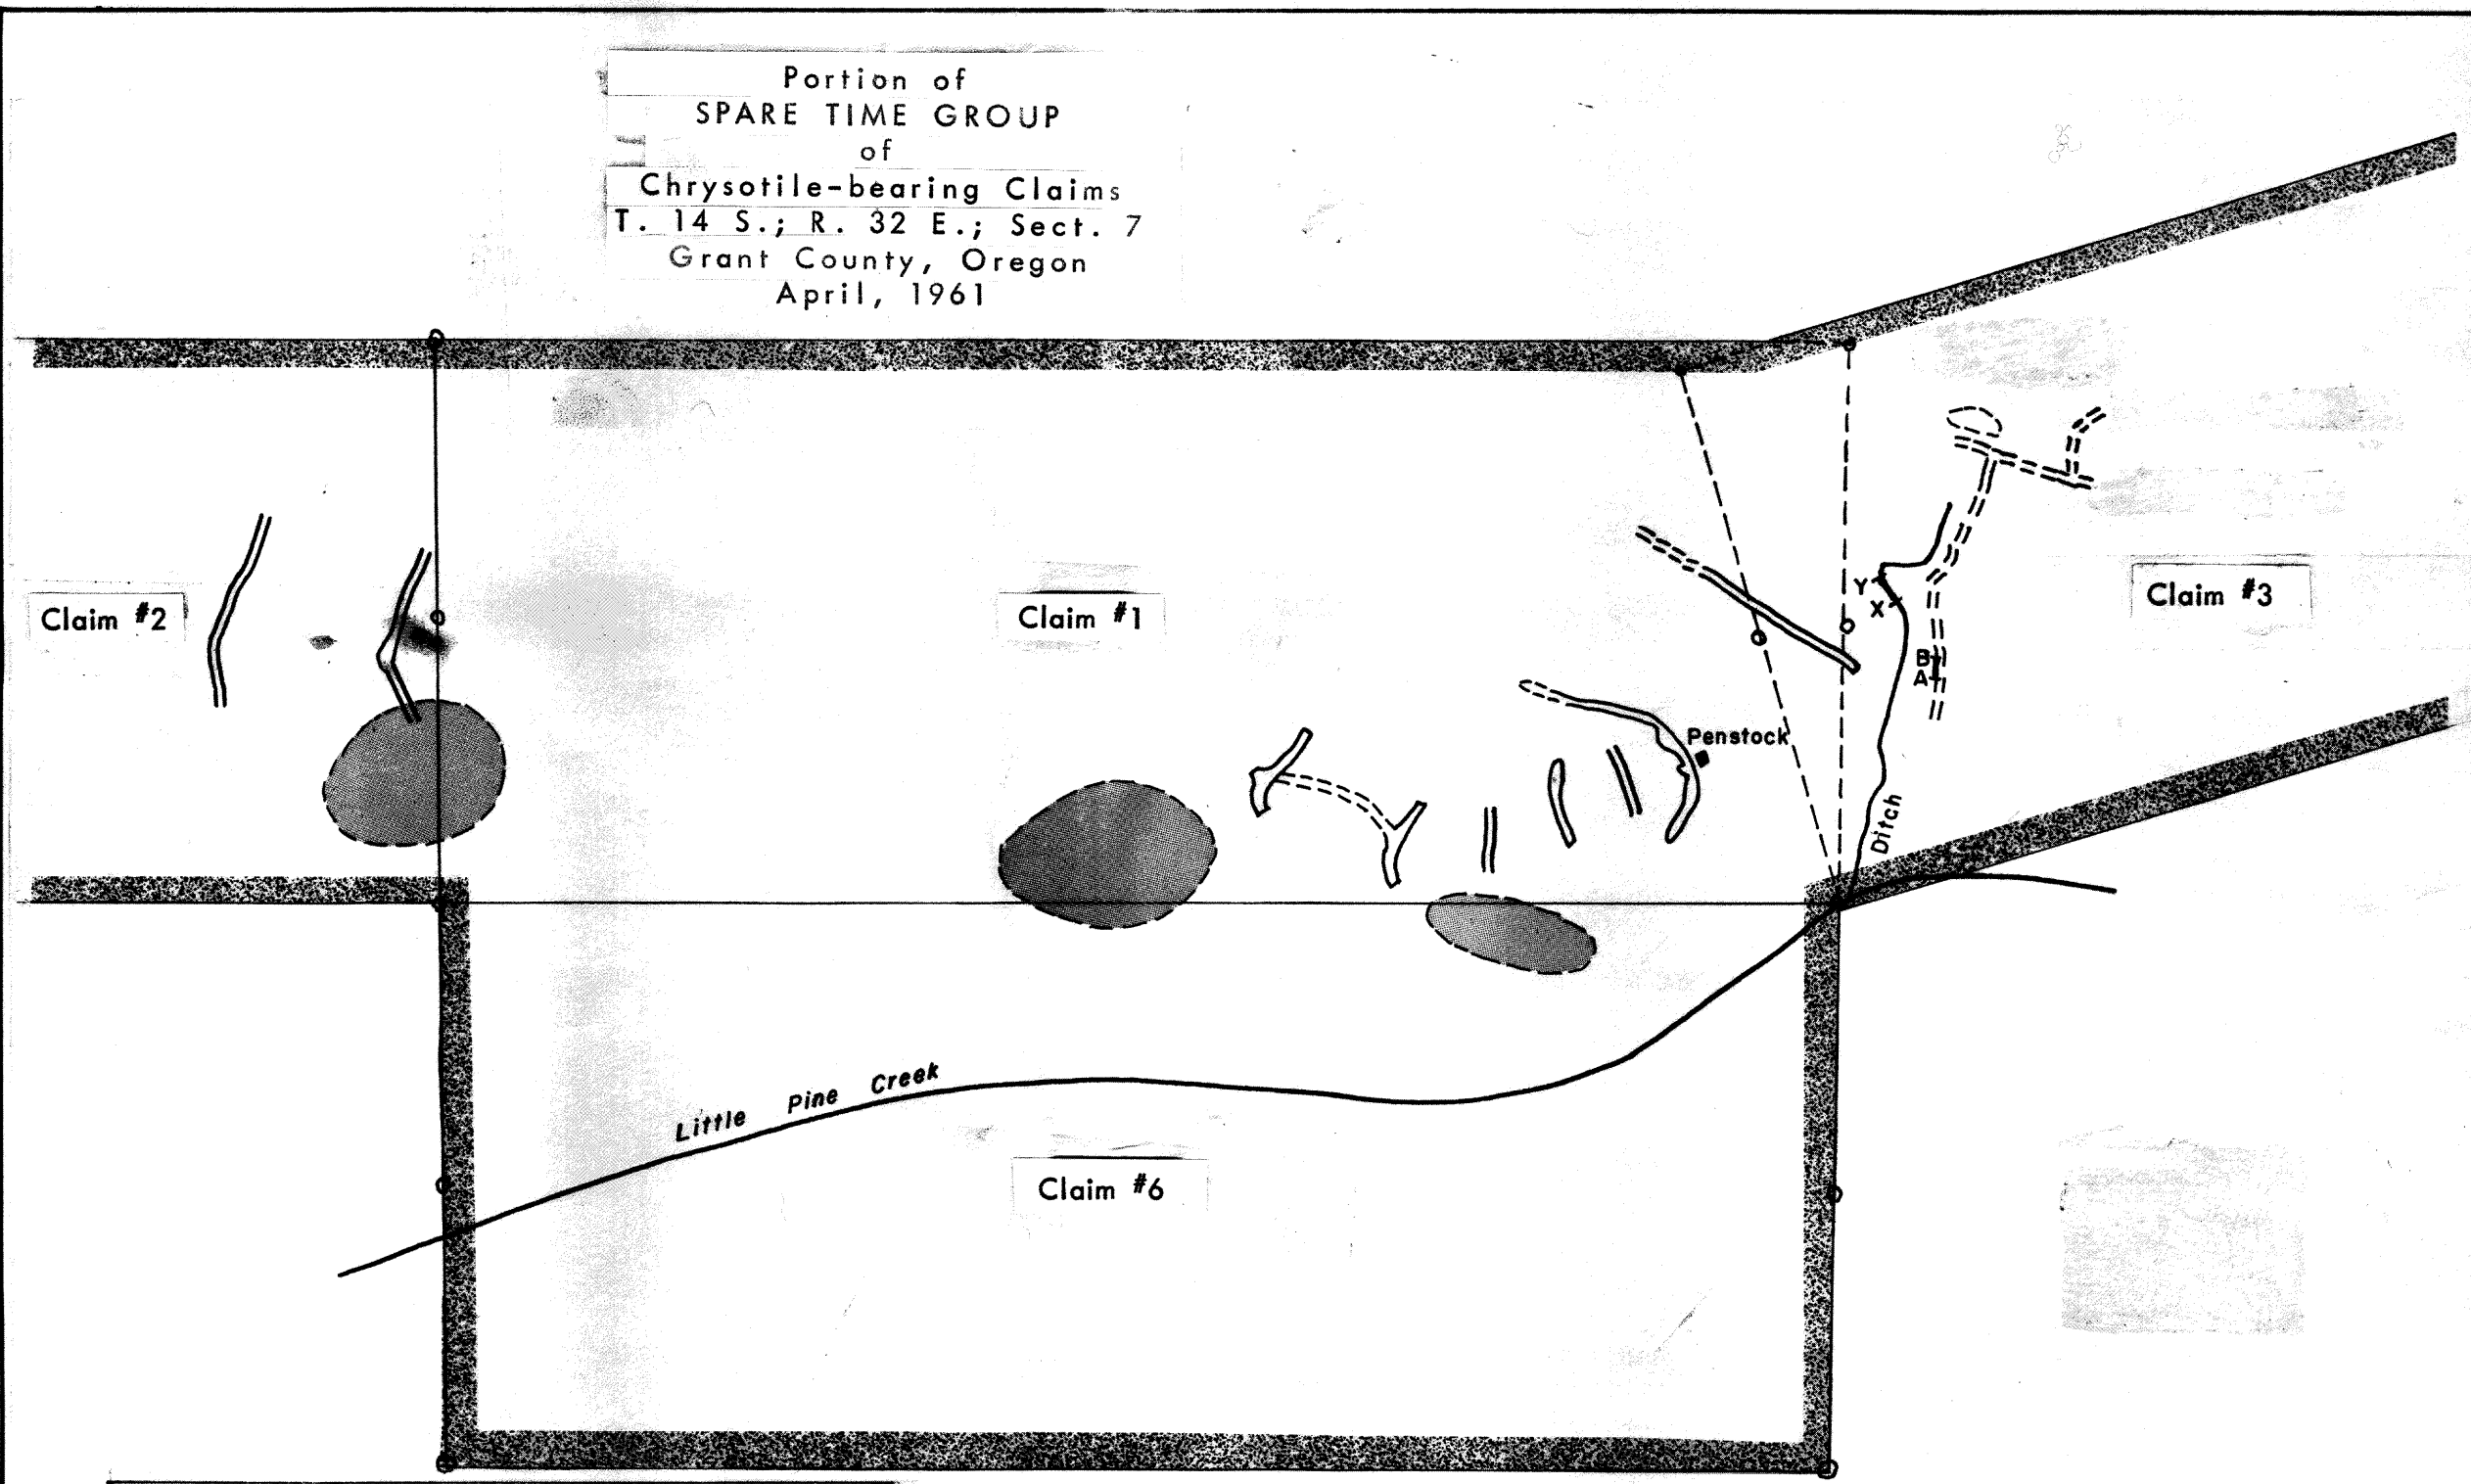 Portion of
SPARE TIME GROUP
of
Chrysotile-bearing Claims
T. 14 S.; R. 32 E.; Sect. 7
Grant County, Oregon
April, 1961
Claim #2
Claim #1
Claim #3
Y
X
B
A
Penstock
Ditch
Little Pine Creek
Claim #6